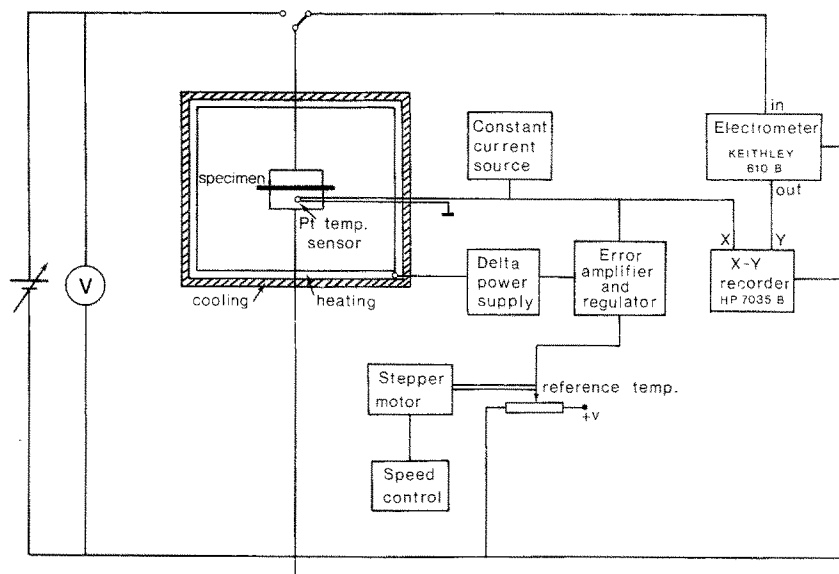 in
Constant
current
source
Electrometer
KEITHLEY
610 B
out
specimen
Pt temp.
sensor
X
Y
V
Delta
power
supply
Error
amplifier
and
regulator
X-Y
recorder
HP 7035 B
cooling
heating
Stepper
motor
reference temp.
+v
Speed
control